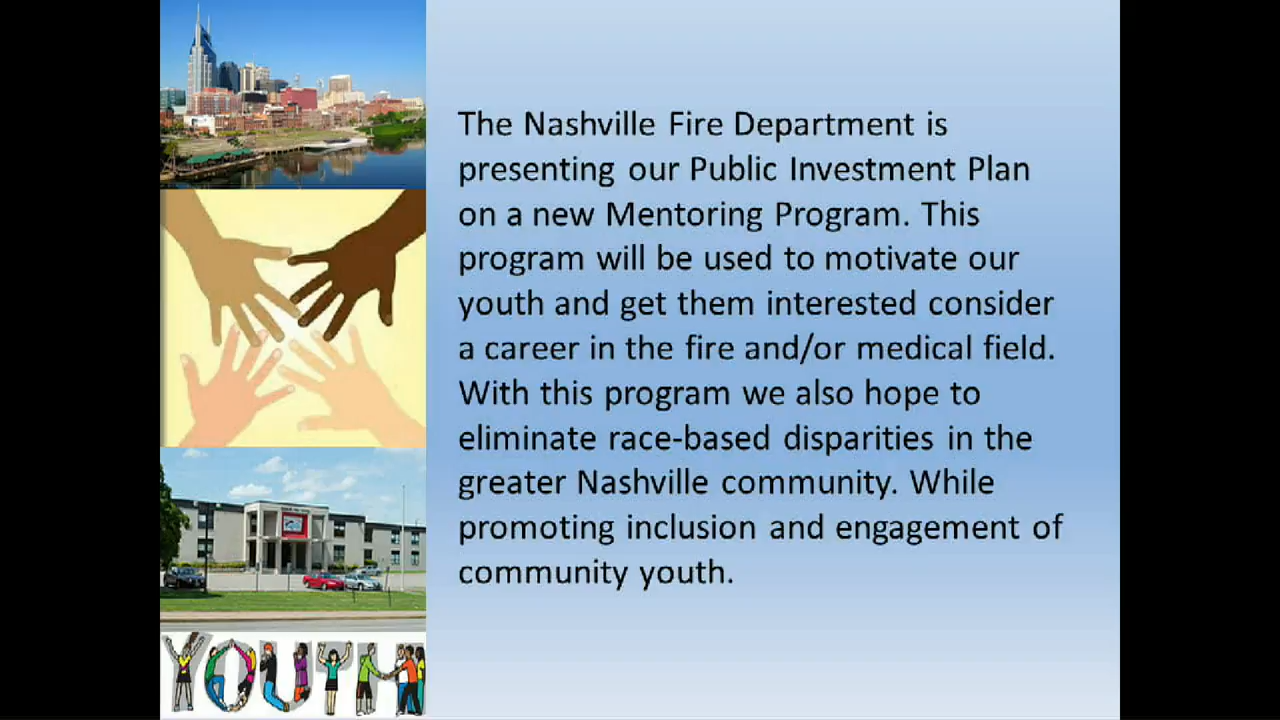 The Nashville Fire Department is
presenting our Public Investment Plan
on a new Mentoring Program. This
program will be used to motivate our
youth and get them interested consider
a career in the fire and/or medical field.
With this program we also hope to
eliminate race-based disparities in the
greater Nashville community. While
promoting inclusion and engagement of
community youth.
YOUTH